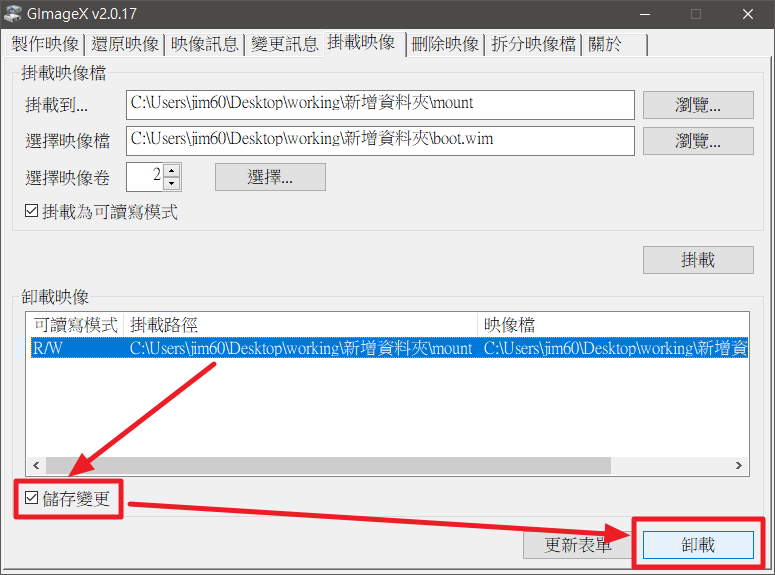 GImageX v2.0.17
製作映像 還原映像 映像訊息 變更訊息 掛載映像 刪除映像 拆分映像檔 關於
掛載映像檔
掛載到... C:\Users\jim60\Desktop\working\新增資料夾\mount 瀏覽...
選擇映像檔 C:\Users\jim60\Desktop\working\新增資料夾\boot.wim 瀏覽...
選擇映像卷 2 選擇...
掛載為可讀寫模式
掛載
卸載映像
可讀寫模式 掛載路徑 映像檔
R/W C:\Users\jim60\Desktop\working\新增資料夾\mount C:\Users\jim60\Desktop\working\新增資
儲存變更
更新表單 卸載